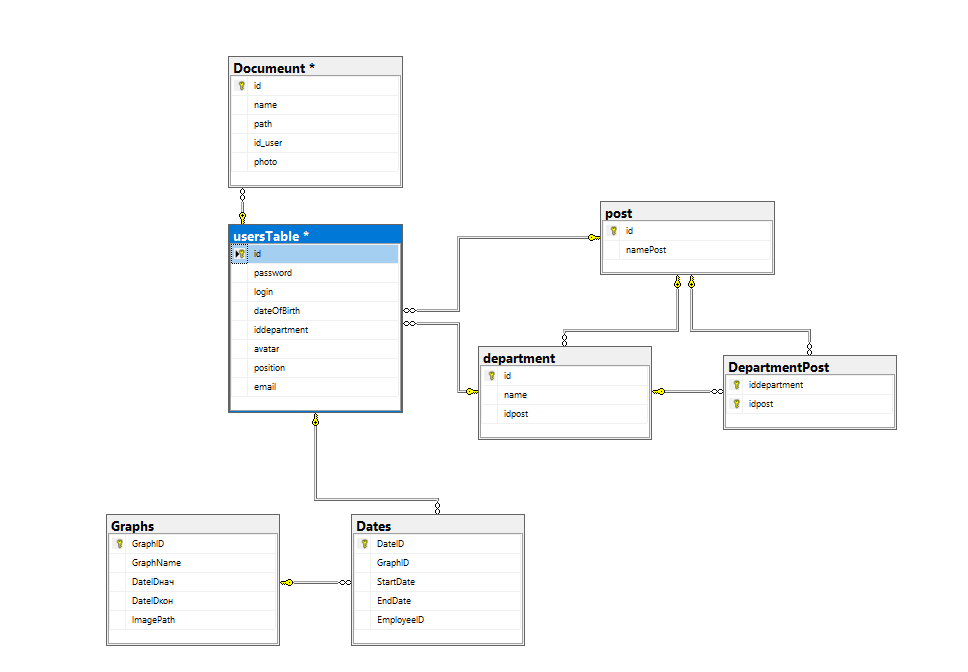 Documeunt *
id
name
path
id_user
photo
usersTable *
id
password
login
dateOfBirth
iddepartment
avatar
position
email
post
id
namePost
department
id
name
idpost
DepartmentPost
iddepartment
idpost
Graphs
GraphID
GraphName
DateIDнач
DateIDкон
ImagePath
Dates
DateID
GraphID
StartDate
EndDate
EmployeeID